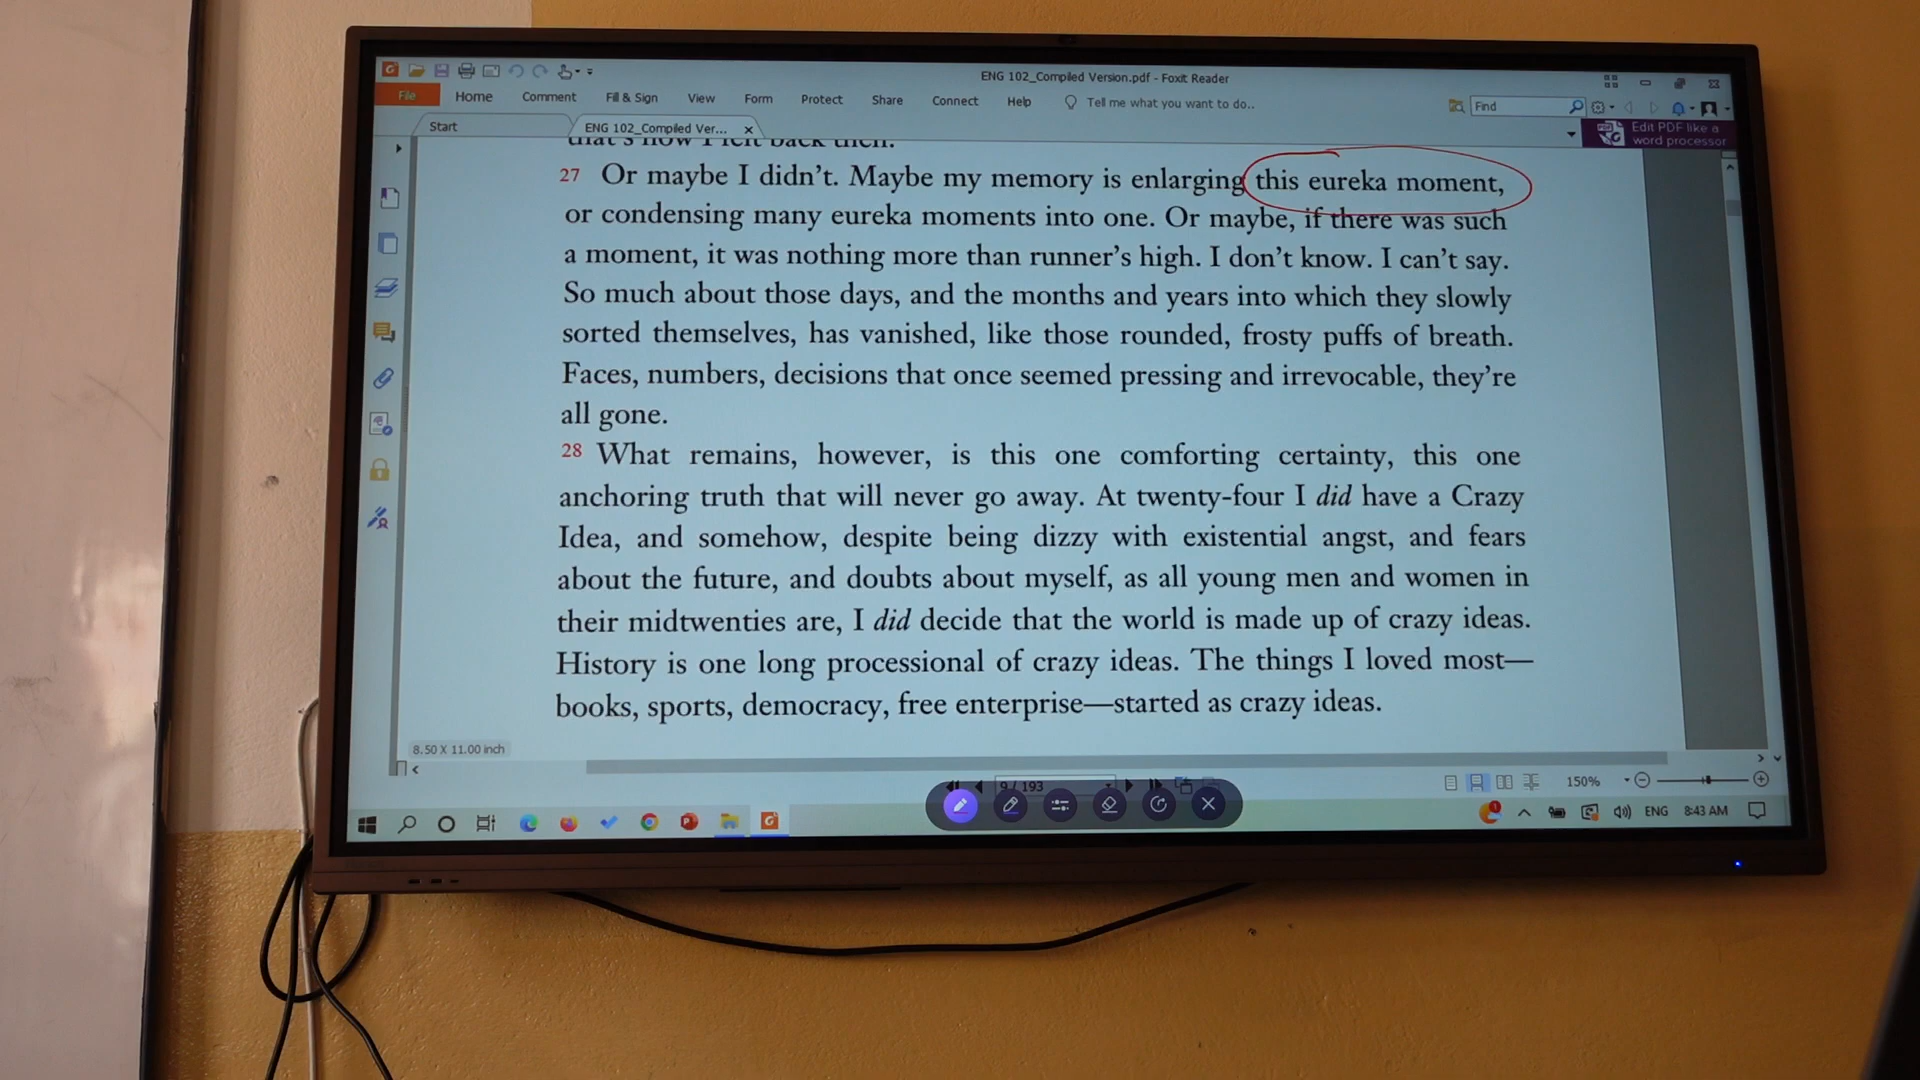 ENG 102_Compiled Version.pdf - Foxit Reader
File Home Comment Fill & Sign View Form Protect Share Connect Help Tell me what you want to do.. Find
Start ENG 102_Compiled Ver... Edit PDF like a
word processor
that's how I felt back then.
27 Or maybe I didn't. Maybe my memory is enlarging this eureka moment,
or condensing many eureka moments into one. Or maybe, if there was such
a moment, it was nothing more than runner's high. I don't know. I can't say.
So much about those days, and the months and years into which they slowly
sorted themselves, has vanished, like those rounded, frosty puffs of breath.
Faces, numbers, decisions that once seemed pressing and irrevocable, they're
all gone.
28 What remains, however, is this one comforting certainty, this one
anchoring truth that will never go away. At twenty-four I did have a Crazy
Idea, and somehow, despite being dizzy with existential angst, and fears
about the future, and doubts about myself, as all young men and women in
their midtwenties are, I did decide that the world is made up of crazy ideas.
History is one long processional of crazy ideas. The things I loved most—
books, sports, democracy, free enterprise—started as crazy ideas.
8.50 X 11.00 inch
9 / 193 150%
ENG 8:43 AM